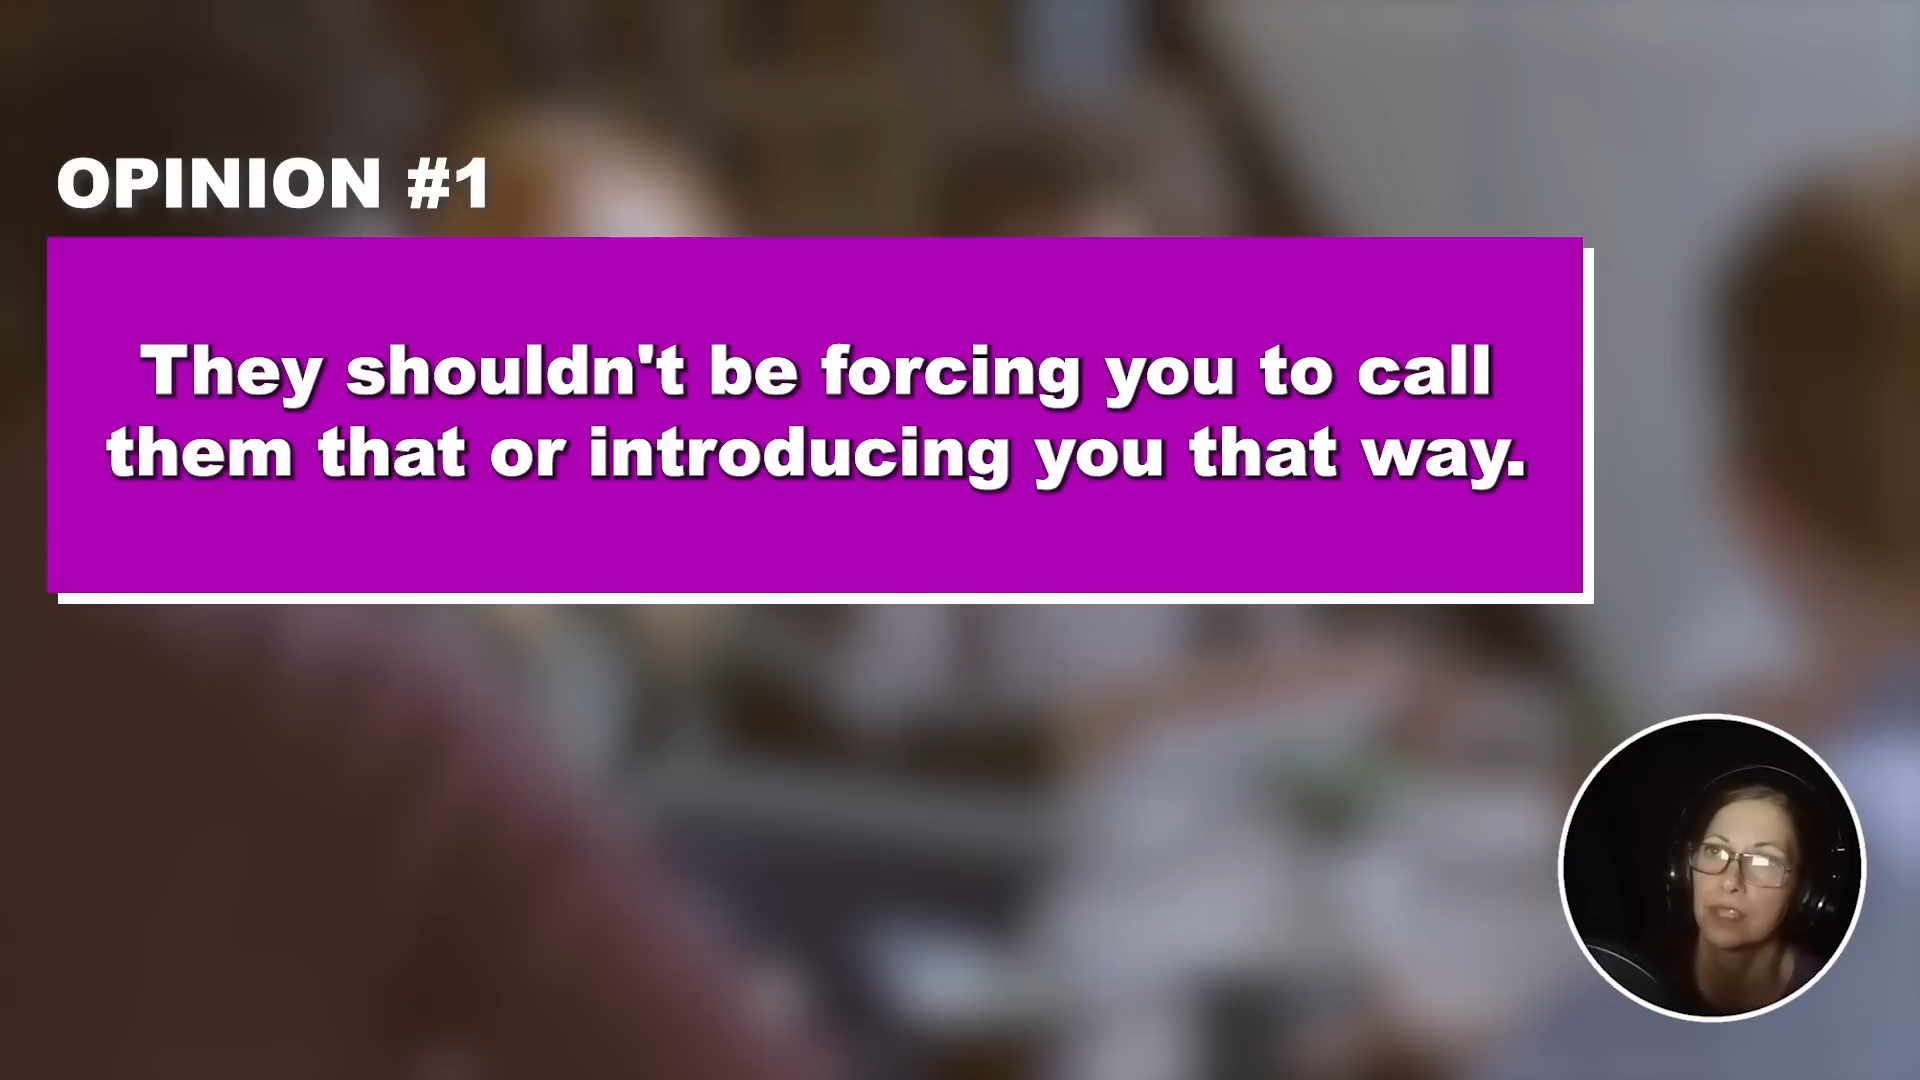 OPINION #1
They shouldn't be forcing you to call
them that or introducing you that way.